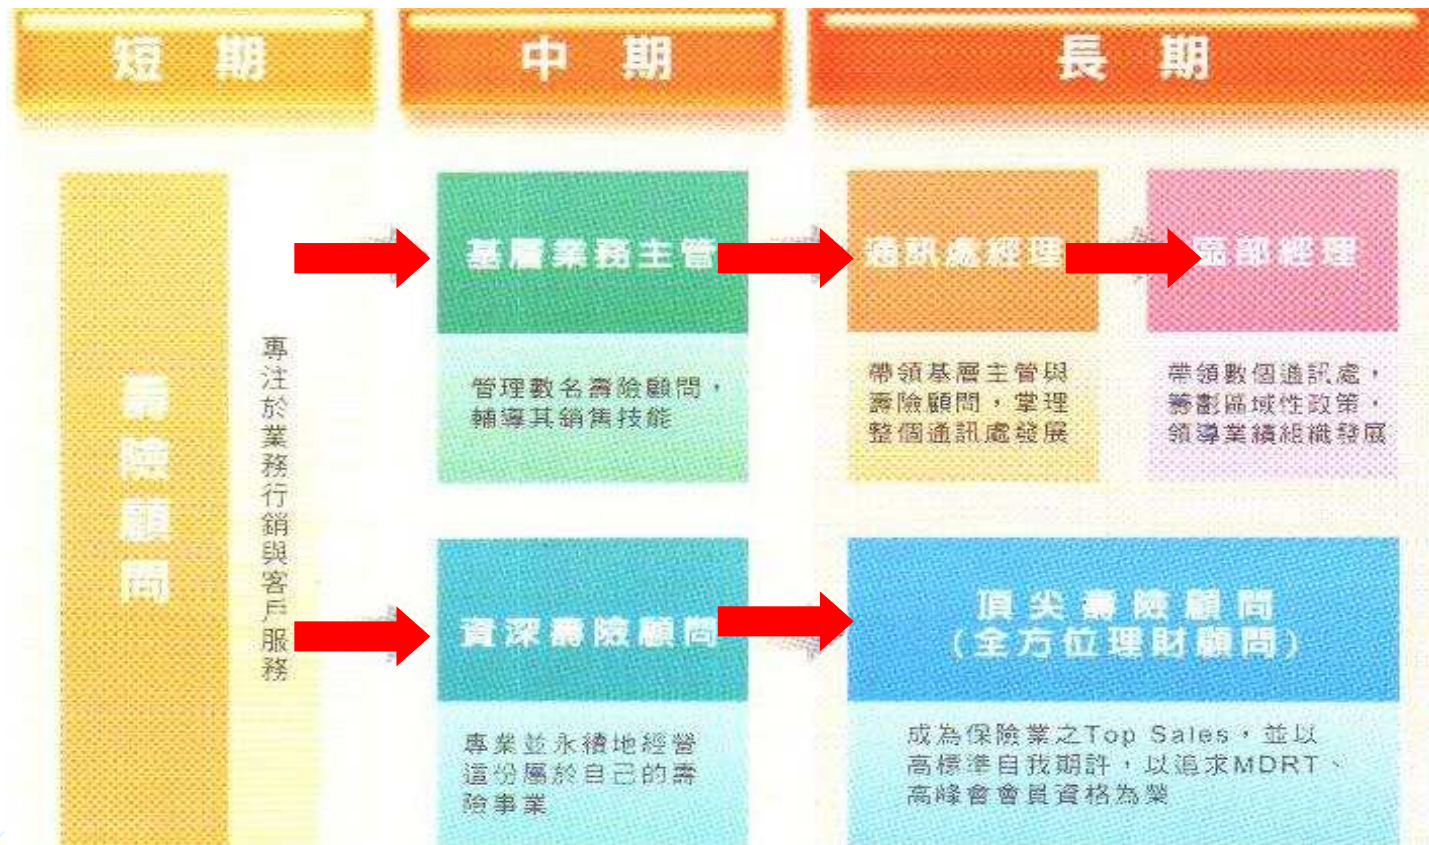 短期
中期
長期
壽險顧問
專注於業務行銷與客戶服務
基層業務主管
管理數名壽險顧問，
輔導其銷售技能
通訊處經理
帶領基層主管與
壽險顧問，掌理
整個通訊處發展
區部經理
帶領數個通訊處，
籌劃區域性政策，
領導業績組織發展
資深壽險顧問
專業並永續地經營
這份屬於自己的壽
險事業
頂尖壽險顧問
(全方位理財顧問)
成為保險業之Top Sales，並以
高標準自我期許，以追求MDRT、
高峰會會員資格為榮